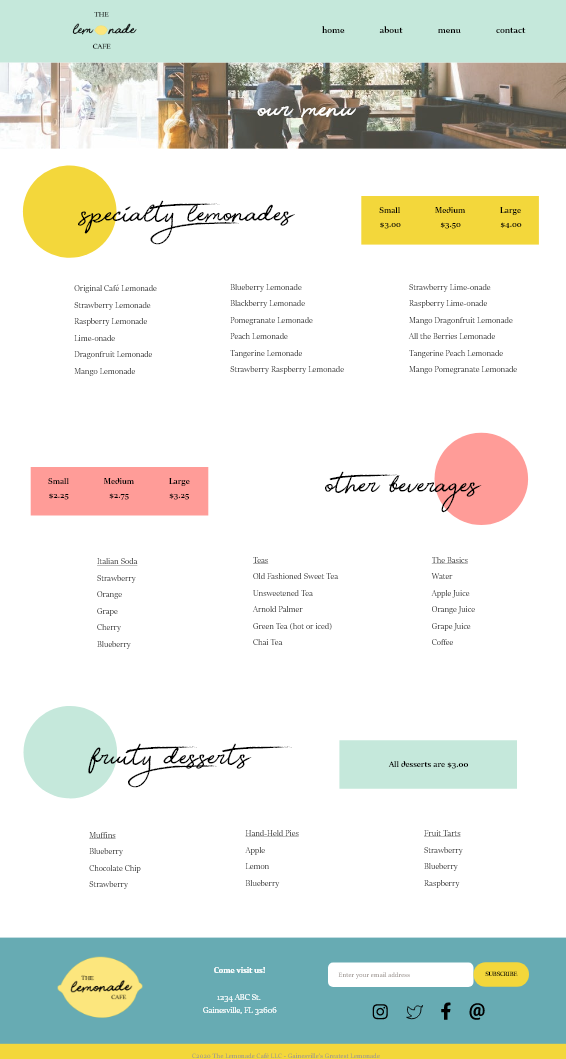 THE
lemonade
CAFE
home about menu contact
our menu
specialty lemonades
Small Medium Large
$3.00 $3.50 $4.00
Original Café Lemonade
Strawberry Lemonade
Raspberry Lemonade
Lime-onade
Dragonfruit Lemonade
Mango Lemonade
Blueberry Lemonade
Blackberry Lemonade
Pomegranate Lemonade
Peach Lemonade
Tangerine Lemonade
Strawberry Raspberry Lemonade
Strawberry Lime-onade
Raspberry Lime-onade
Mango Dragonfruit Lemonade
All the Berries Lemonade
Tangerine Peach Lemonade
Mango Pomegranate Lemonade
Small Medium Large
$2.25 $2.75 $3.25
other beverages
Italian Soda
Strawberry
Orange
Grape
Cherry
Blueberry
Teas
Old Fashioned Sweet Tea
Unsweetened Tea
Arnold Palmer
Green Tea (hot or iced)
Chai Tea
The Basics
Water
Apple Juice
Orange Juice
Grape Juice
Coffee
fruity desserts
All desserts are $3.00
Muffins
Blueberry
Chocolate Chip
Strawberry
Hand-Held Pies
Apple
Lemon
Blueberry
Fruit Tarts
Strawberry
Blueberry
Raspberry
THE
lemonade
CAFE
Come visit us!
1234 ABC St.
Gainesville, FL 32606
Enter your email address
SUBSCRIBE
The Lemonade Café LLC - Gainesville's Greatest Lemonade